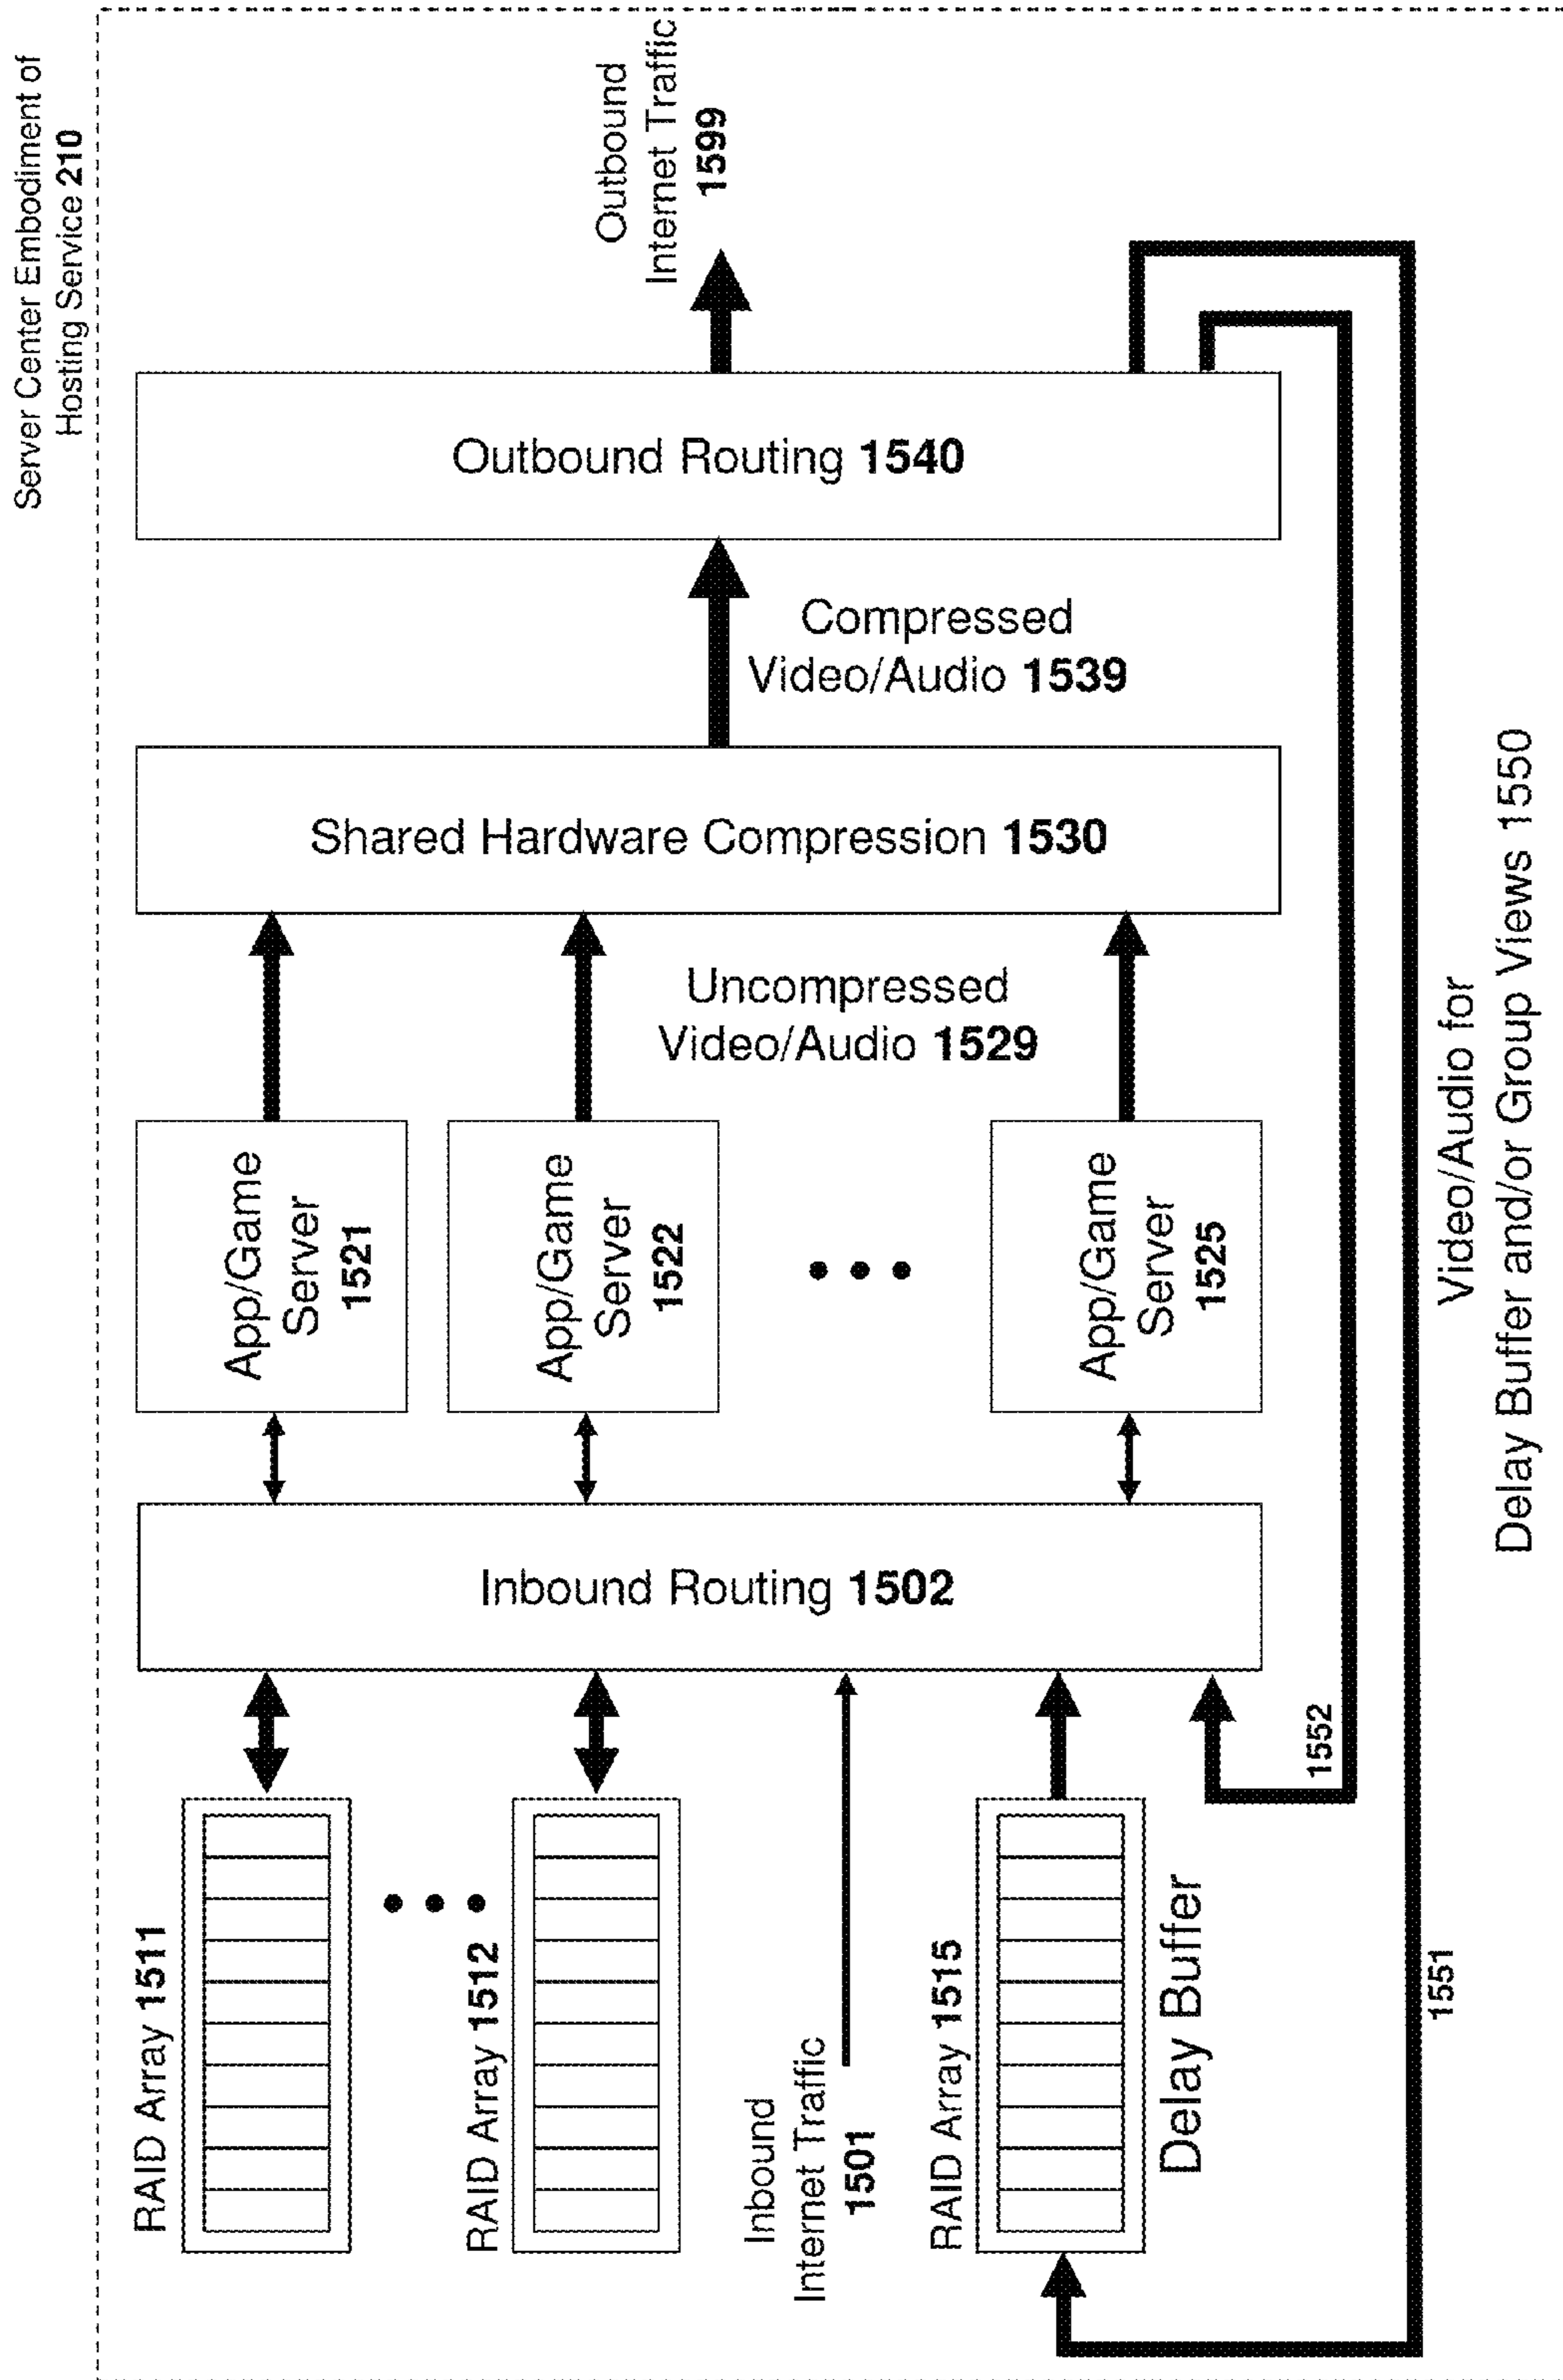 Server Center Embodiment of
Hosting Service 210
RAID Array 1511
RAID Array 1512
Inbound
Internet Traffic
1501
RAID Array 1515
Delay Buffer
Inbound Routing 1502
App/Game
Server
1521
App/Game
Server
1522
App/Game
Server
1525
Uncompressed
Video/Audio 1529
Shared Hardware Compression 1530
Compressed
Video/Audio 1539
Outbound Routing 1540
Outbound
Internet Traffic
1599
1552
1551
Video/Audio for
Delay Buffer and/or Group Views 1550